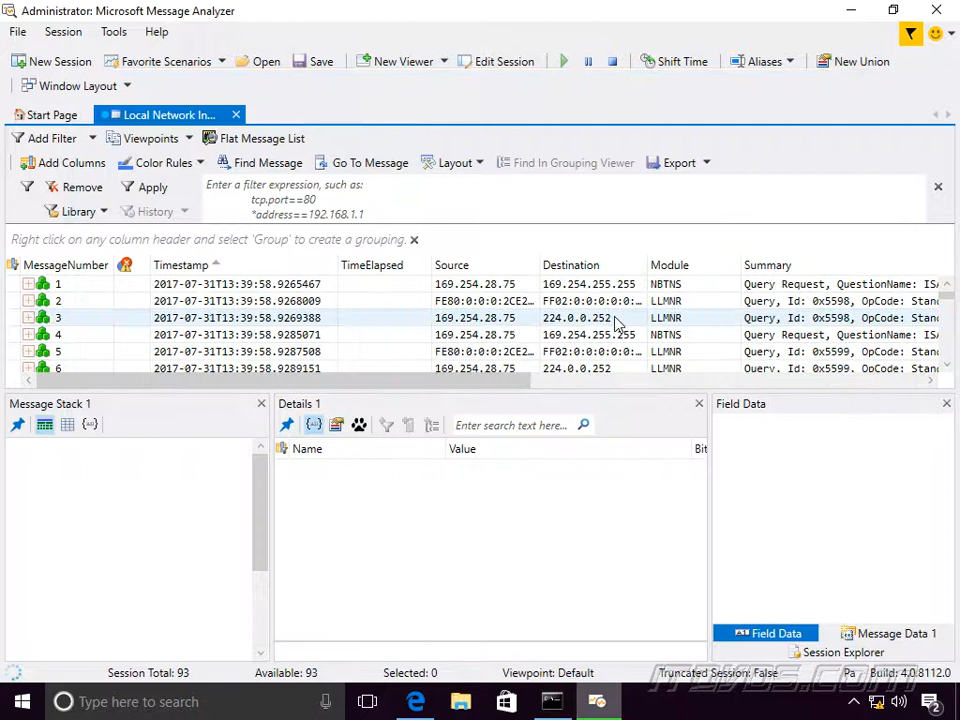 Administrator: Microsoft Message Analyzer
File Session Tools Help
New Session Favorite Scenarios Open Save New Viewer Edit Session Shift Time Aliases New Union
Window Layout
Start Page Local Network In...
Add Filter Viewpoints Flat Message List
Add Columns Color Rules Find Message Go To Message Layout Find In Grouping Viewer Export
Remove Apply
Library History
Enter a filter expression, such as:
tcp.port==80
*address==192.168.1.1
Right click on any column header and select 'Group' to create a grouping.
MessageNumber Timestamp TimeElapsed Source Destination Module Summary
1 2017-07-31T13:39:58.9265467 169.254.28.75 169.254.255.255 NBTNS Query Request, QuestionName: ISA
2 2017-07-31T13:39:58.9268009 FE80:0:0:0:2CE2... FF02:0:0:0:0:0:... LLMNR Query, Id: 0x5598, OpCode: Stand
3 2017-07-31T13:39:58.9269388 169.254.28.75 224.0.0.252 LLMNR Query, Id: 0x5598, OpCode: Stand
4 2017-07-31T13:39:58.9285071 169.254.28.75 169.254.255.255 NBTNS Query Request, QuestionName: ISA
5 2017-07-31T13:39:58.9287508 FE80:0:0:0:2CE2... FF02:0:0:0:0:0:... LLMNR Query, Id: 0x5599, OpCode: Stand
6 2017-07-31T13:39:58.9289151 169.254.28.75 224.0.0.252 LLMNR Query, Id: 0x5599, OpCode: Stand
Message Stack 1
Details 1
Enter search text here...
Name Value Bit
Field Data
Field Data Message Data 1
Session Explorer
Session Total: 93 Available: 93 Selected: 0 Viewpoint: Default Truncated Session: False Pa Build: 4.0.8112.0
itdvds.com
Type here to search
2